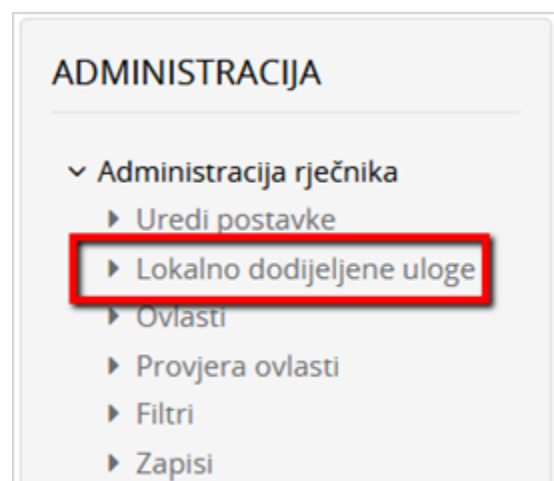 ADMINISTRACIJA
Administracija rječnika
Uredi postavke
Lokalno dodijeljene uloge
Ovlasti
Provjera ovlasti
Filtri
Zapisi